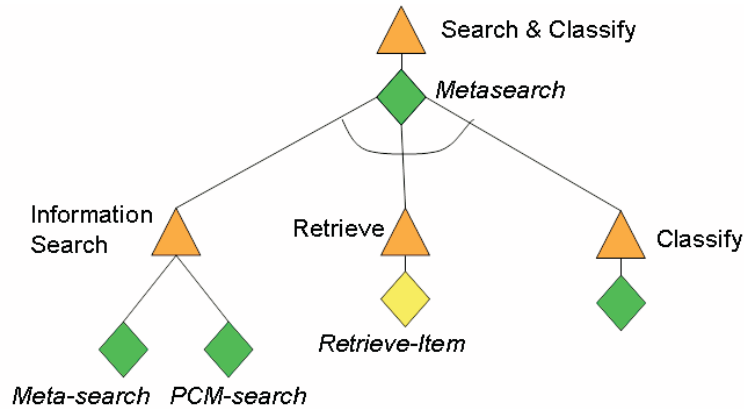 Search & Classify
Metasearch
Information
Search
Retrieve
Classify
Retrieve-Item
Meta-search
PCM-search